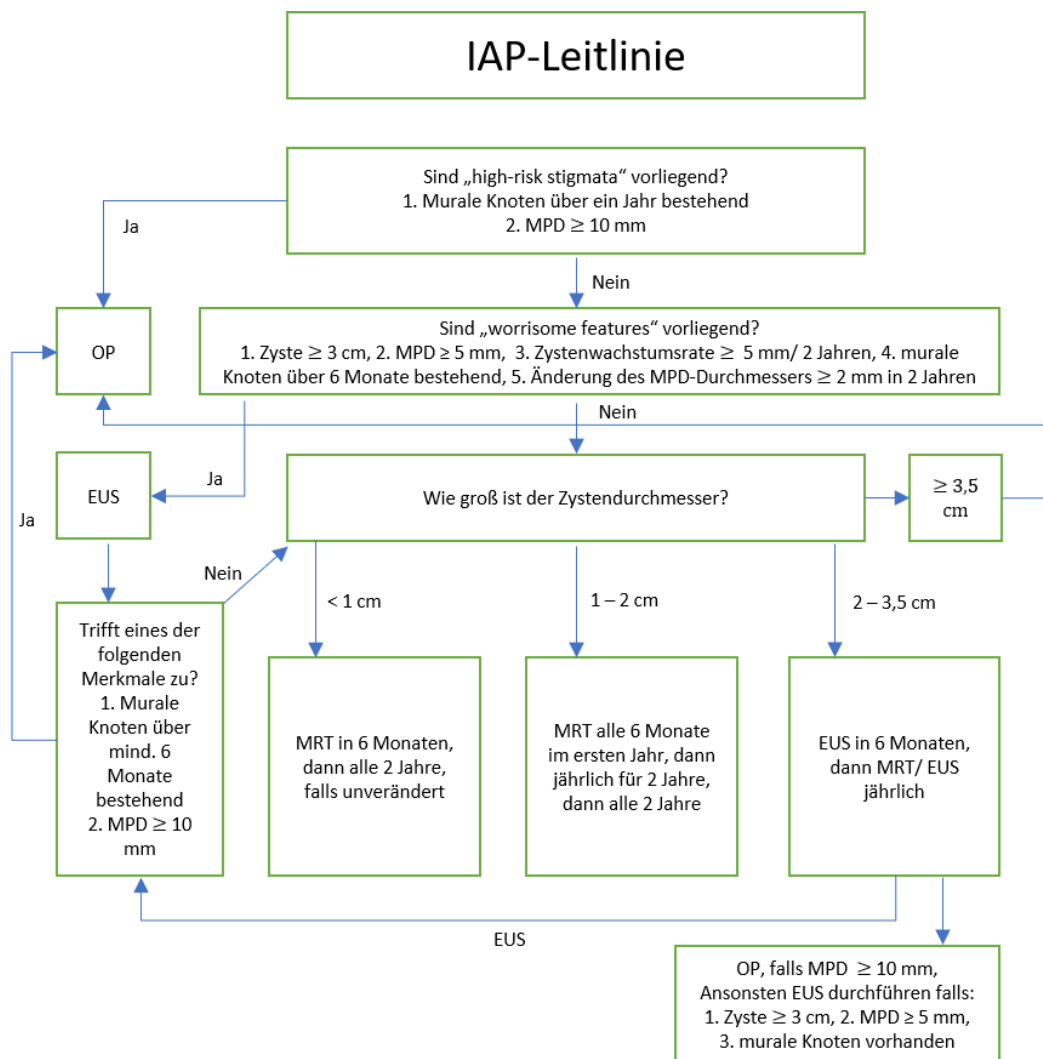 IAP-Leitlinie
Sind „high-risk stigmata“ vorliegend?
1. Murale Knoten über ein Jahr bestehend
2. MPD ≥ 10 mm
Ja
Nein
OP
Sind „worrisome features“ vorliegend?
1. Zyste ≥ 3 cm, 2. MPD ≥ 5 mm, 3. Zystenwachstumsrate ≥ 5 mm/ 2 Jahren, 4. murale
Knoten über 6 Monate bestehend, 5. Änderung des MPD-Durchmessers ≥ 2 mm in 2 Jahren
Nein
Ja
EUS
Wie groß ist der Zystendurchmesser?
≥ 3,5
cm
Ja
Nein
< 1 cm
1 – 2 cm
2 – 3,5 cm
Trifft eines der
folgenden
Merkmale zu?
1. Murale
Knoten über
mind. 6
Monate
bestehend
2. MPD ≥ 10
mm
MRT in 6 Monaten,
dann alle 2 Jahre,
falls unverändert
MRT alle 6 Monate
im ersten Jahr, dann
jährlich für 2 Jahre,
dann alle 2 Jahre
EUS in 6 Monaten,
dann MRT/ EUS
jährlich
EUS
OP, falls MPD ≥ 10 mm,
Ansonsten EUS durchführen falls:
1. Zyste ≥ 3 cm, 2. MPD ≥ 5 mm,
3. murale Knoten vorhanden